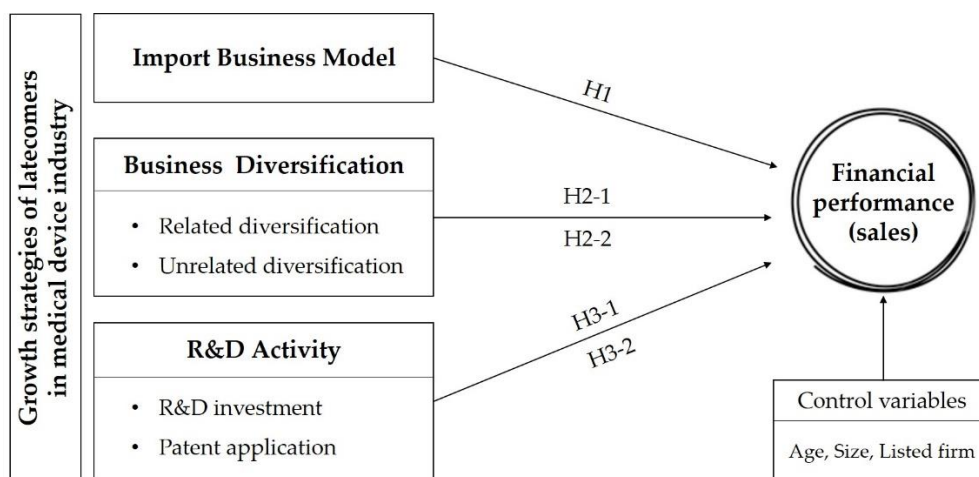 Growth strategies of latecomers
in medical device industry
Import Business Model
H1
Business Diversification
• Related diversification
• Unrelated diversification
H2-1
H2-2
R&D Activity
• R&D investment
• Patent application
H3-1
H3-2
Financial
performance
(sales)
Control variables
Age, Size, Listed firm